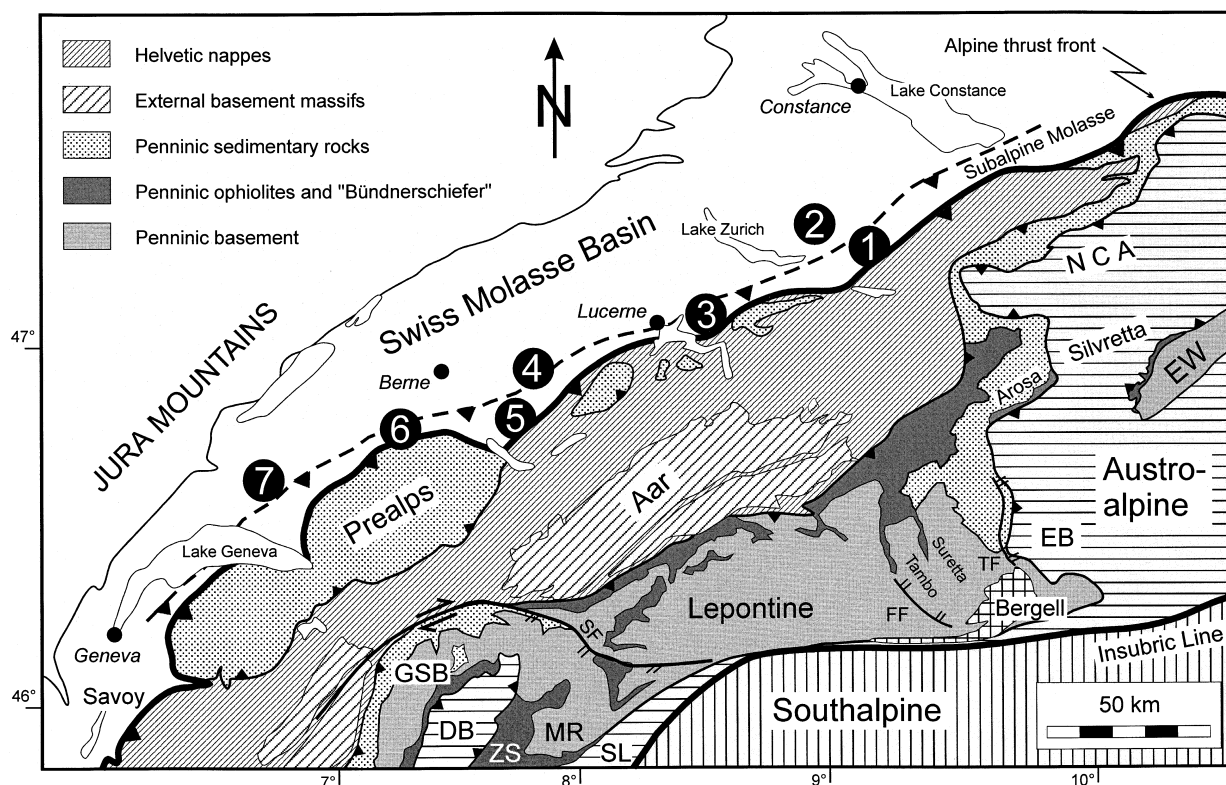 Helvetic nappes
External basement massifs
Penninic sedimentary rocks
Penninic ophiolites and "Bündnerschiefer"
Penninic basement
N
Alpine thrust front
Constance
Lake Constance
Subalpine Molasse
Lake Zurich
2
1
Swiss Molasse Basin
JURA MOUNTAINS
Lucerne
3
Berne
4
5
6
7
N C A
Silvretta
EW
Arosa
Austro-
alpine
EB
Prealps
Aar
Lake Geneva
Geneva
Savoy
Lepontine
Tambo
Suretta
TF
FF
Bergell
SF
GSB
DB
ZS
MR
SL
Insubric Line
Southalpine
50 km
47°
46°
7°
8°
9°
10°